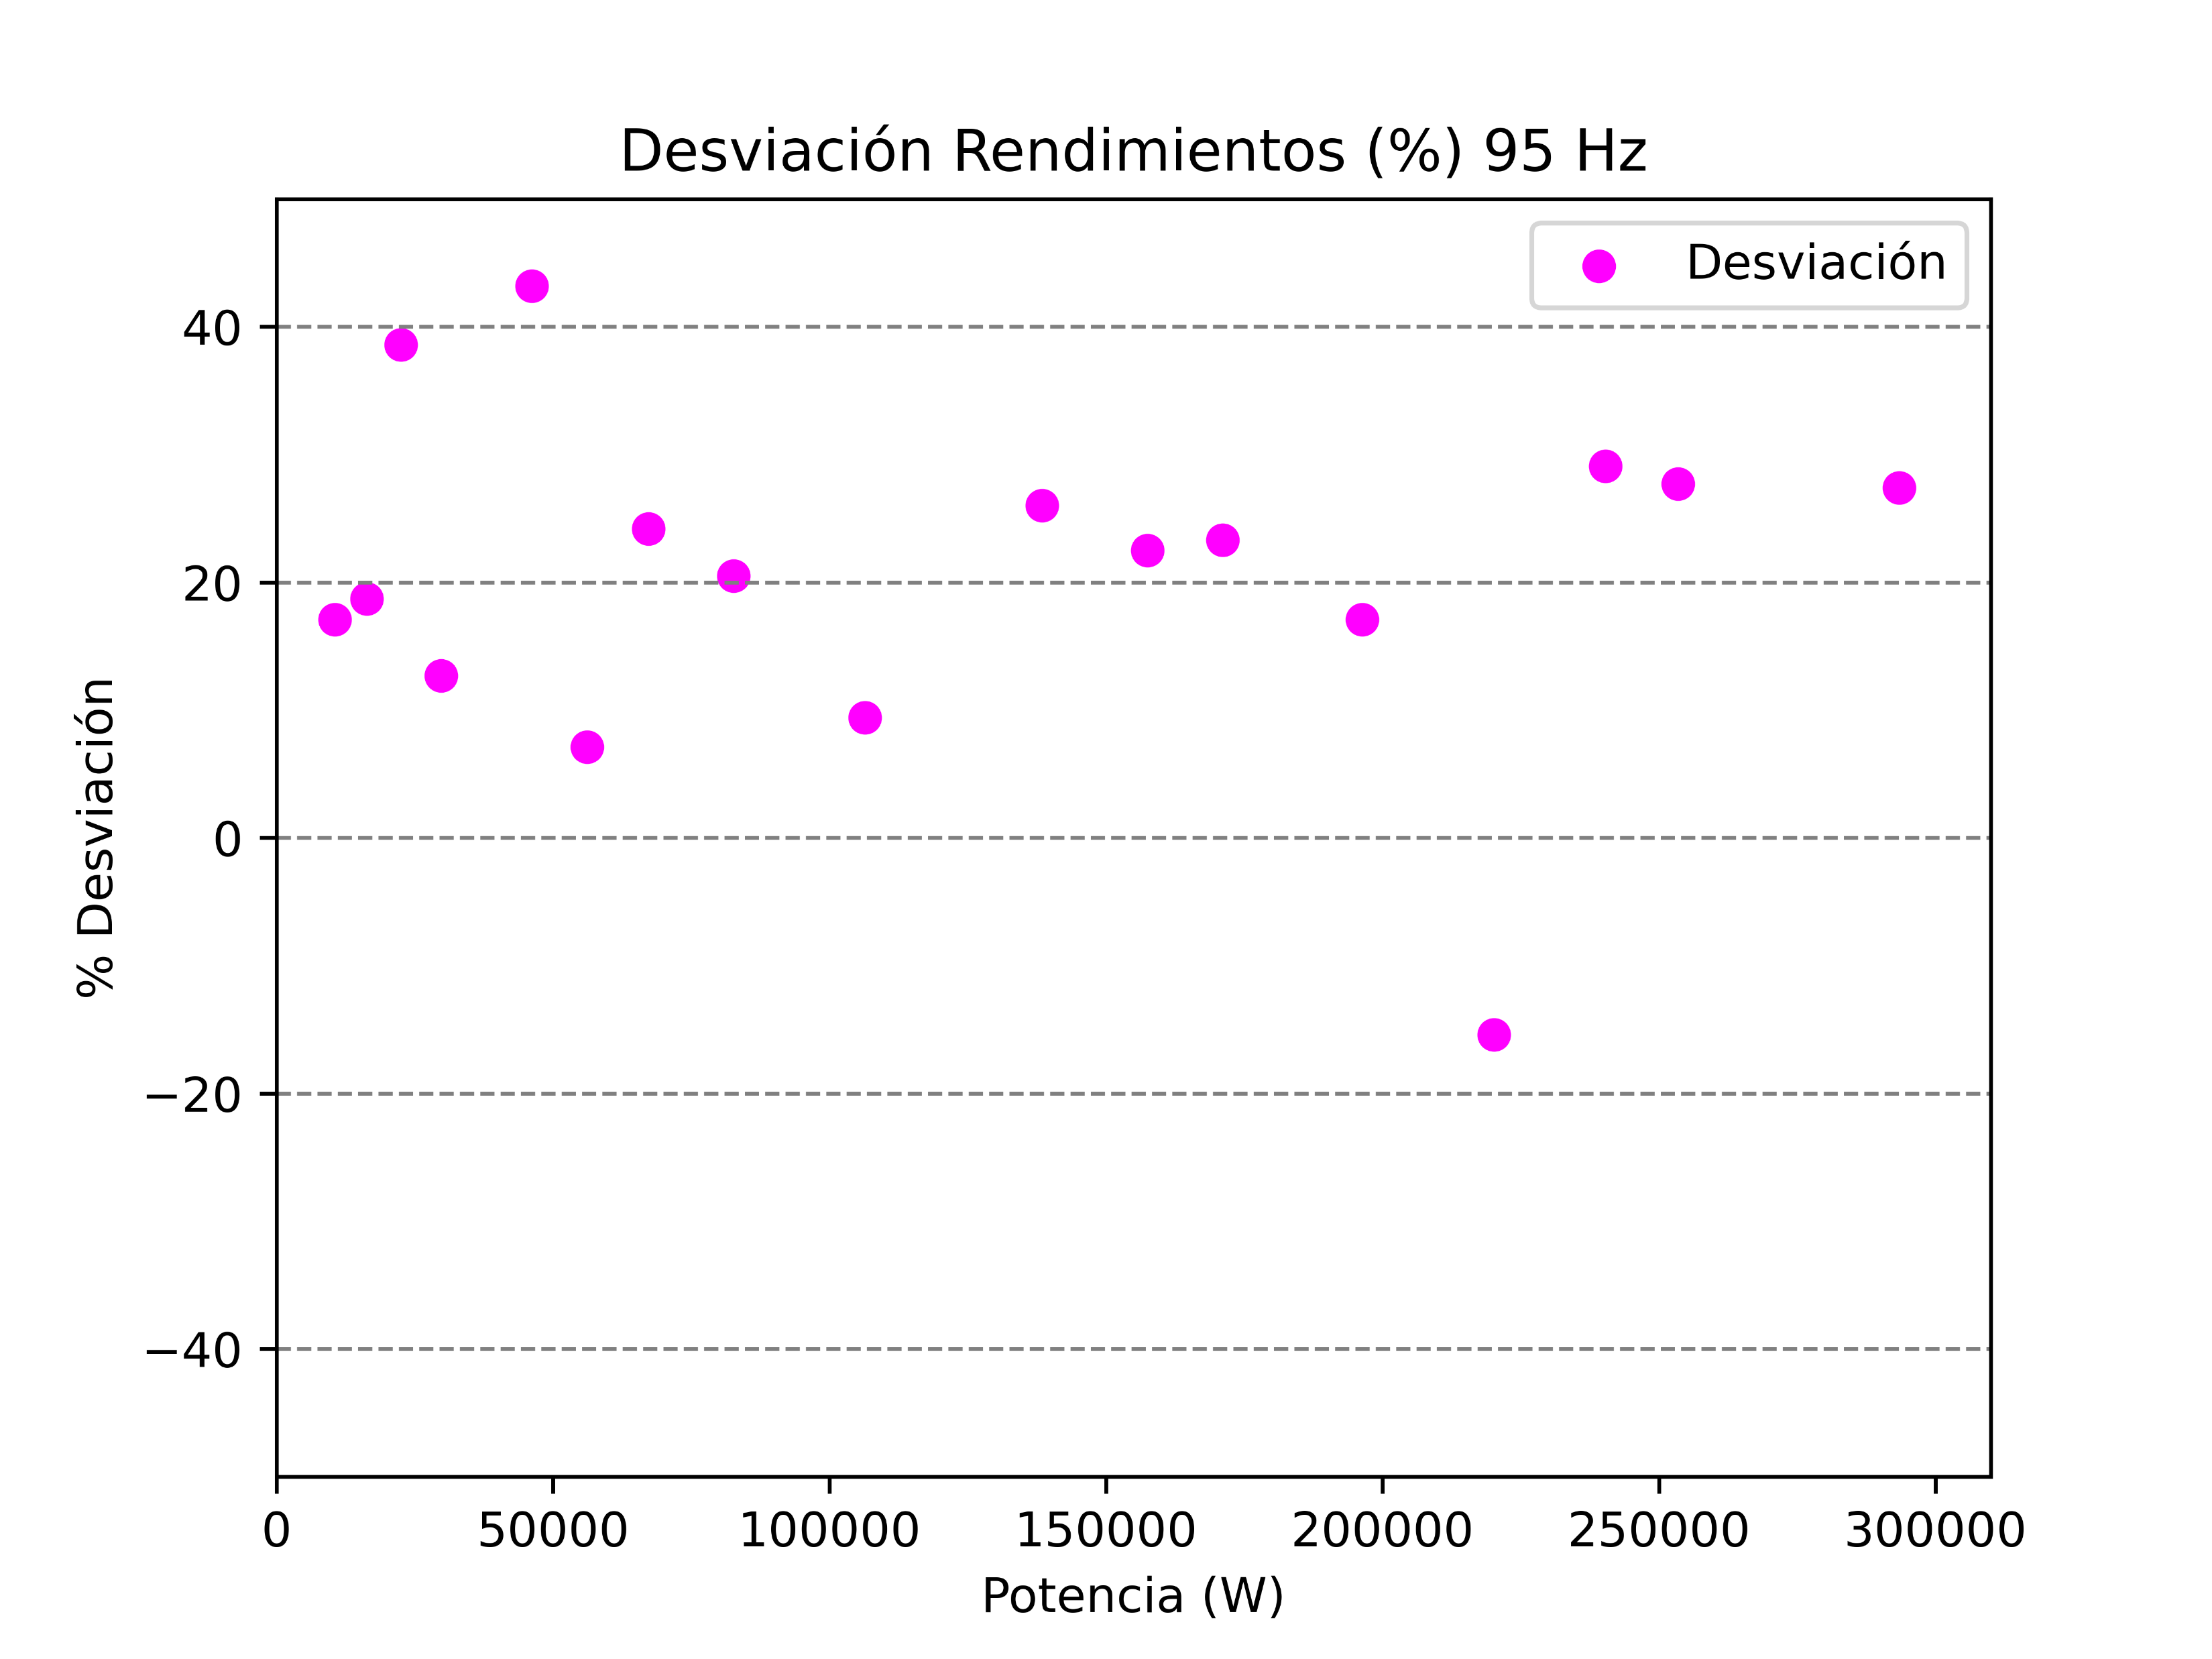 Desviación Rendimientos (%) 95 Hz
Desviación
40
20
0
−20
−40
% Desviación
0 50000 100000 150000 200000 250000 300000
Potencia (W)